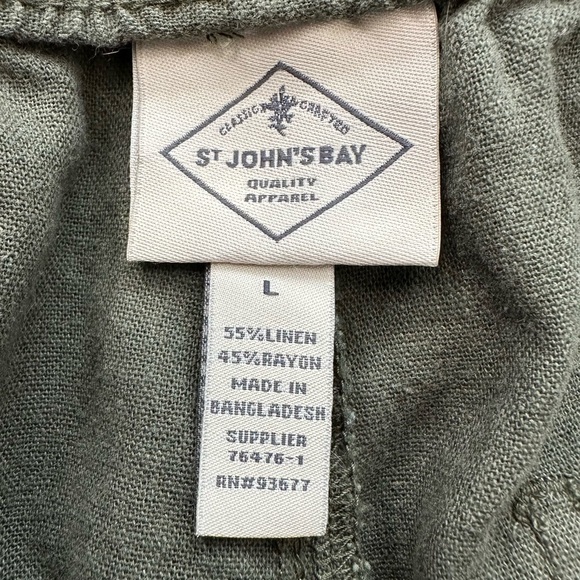 CLASSIC CRAFTED
ST JOHN'S BAY
QUALITY
APPAREL
L
55%LINEN
45%RAYON
MADE IN
BANGLADESH
SUPPLIER
76476-1
RN#93677